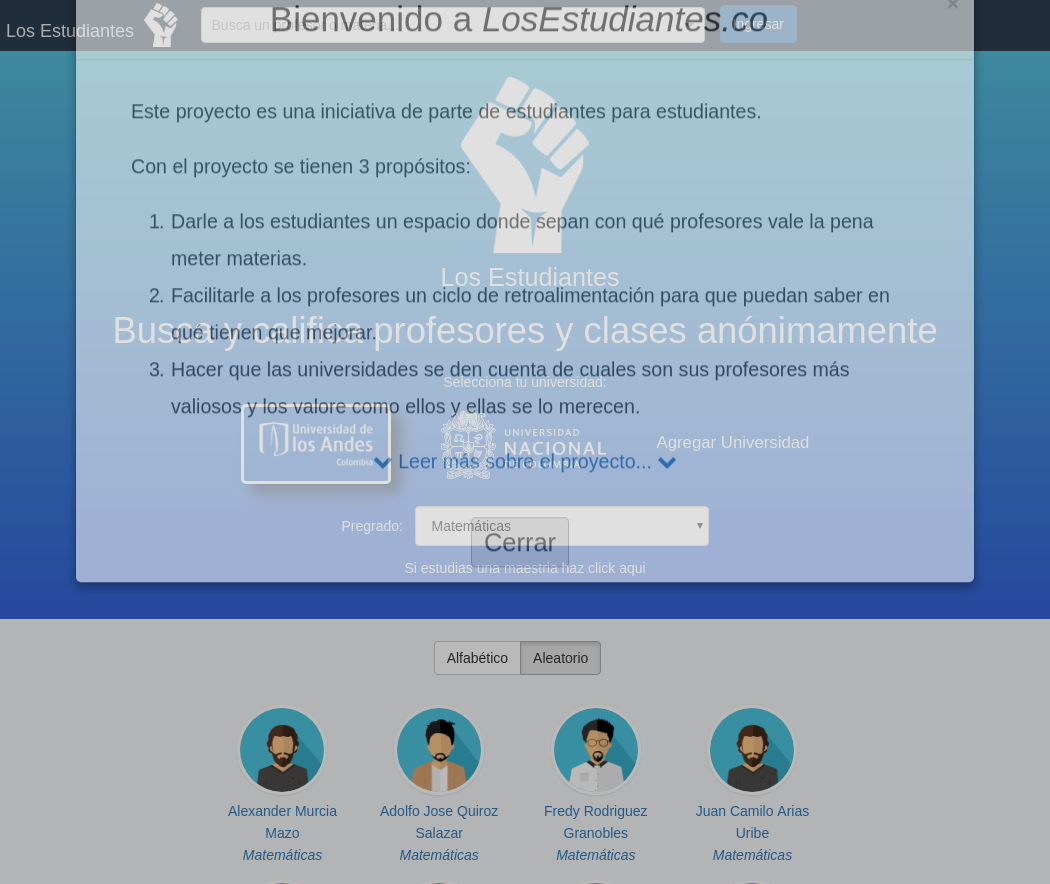 Los Estudiantes
Busca un profesor o materia...
Ingresar
Bienvenido a LosEstudiantes.co
×
Este proyecto es una iniciativa de parte de estudiantes para estudiantes.
Con el proyecto se tienen 3 propósitos:
1. Darle a los estudiantes un espacio donde sepan con qué profesores vale la pena
meter materias.
2. Facilitarle a los profesores un ciclo de retroalimentación para que puedan saber en
qué tienen que mejorar.
3. Hacer que las universidades se den cuenta de cuales son sus profesores más
valiosos y los valore como ellos y ellas se lo merecen.
Leer más sobre el proyecto...
Cerrar
Los Estudiantes
Busca y califica profesores y clases anónimamente
Selecciona tu universidad:
Universidad de
los Andes
Colombia
UNIVERSIDAD
NACIONAL
DE COLOMBIA
Agregar Universidad
Pregrado:
Matemáticas
Si estudias una maestria haz click aqui
Alfabético
Aleatorio
Alexander Murcia
Mazo
Matemáticas
Adolfo Jose Quiroz
Salazar
Matemáticas
Fredy Rodriguez
Granobles
Matemáticas
Juan Camilo Arias
Uribe
Matemáticas